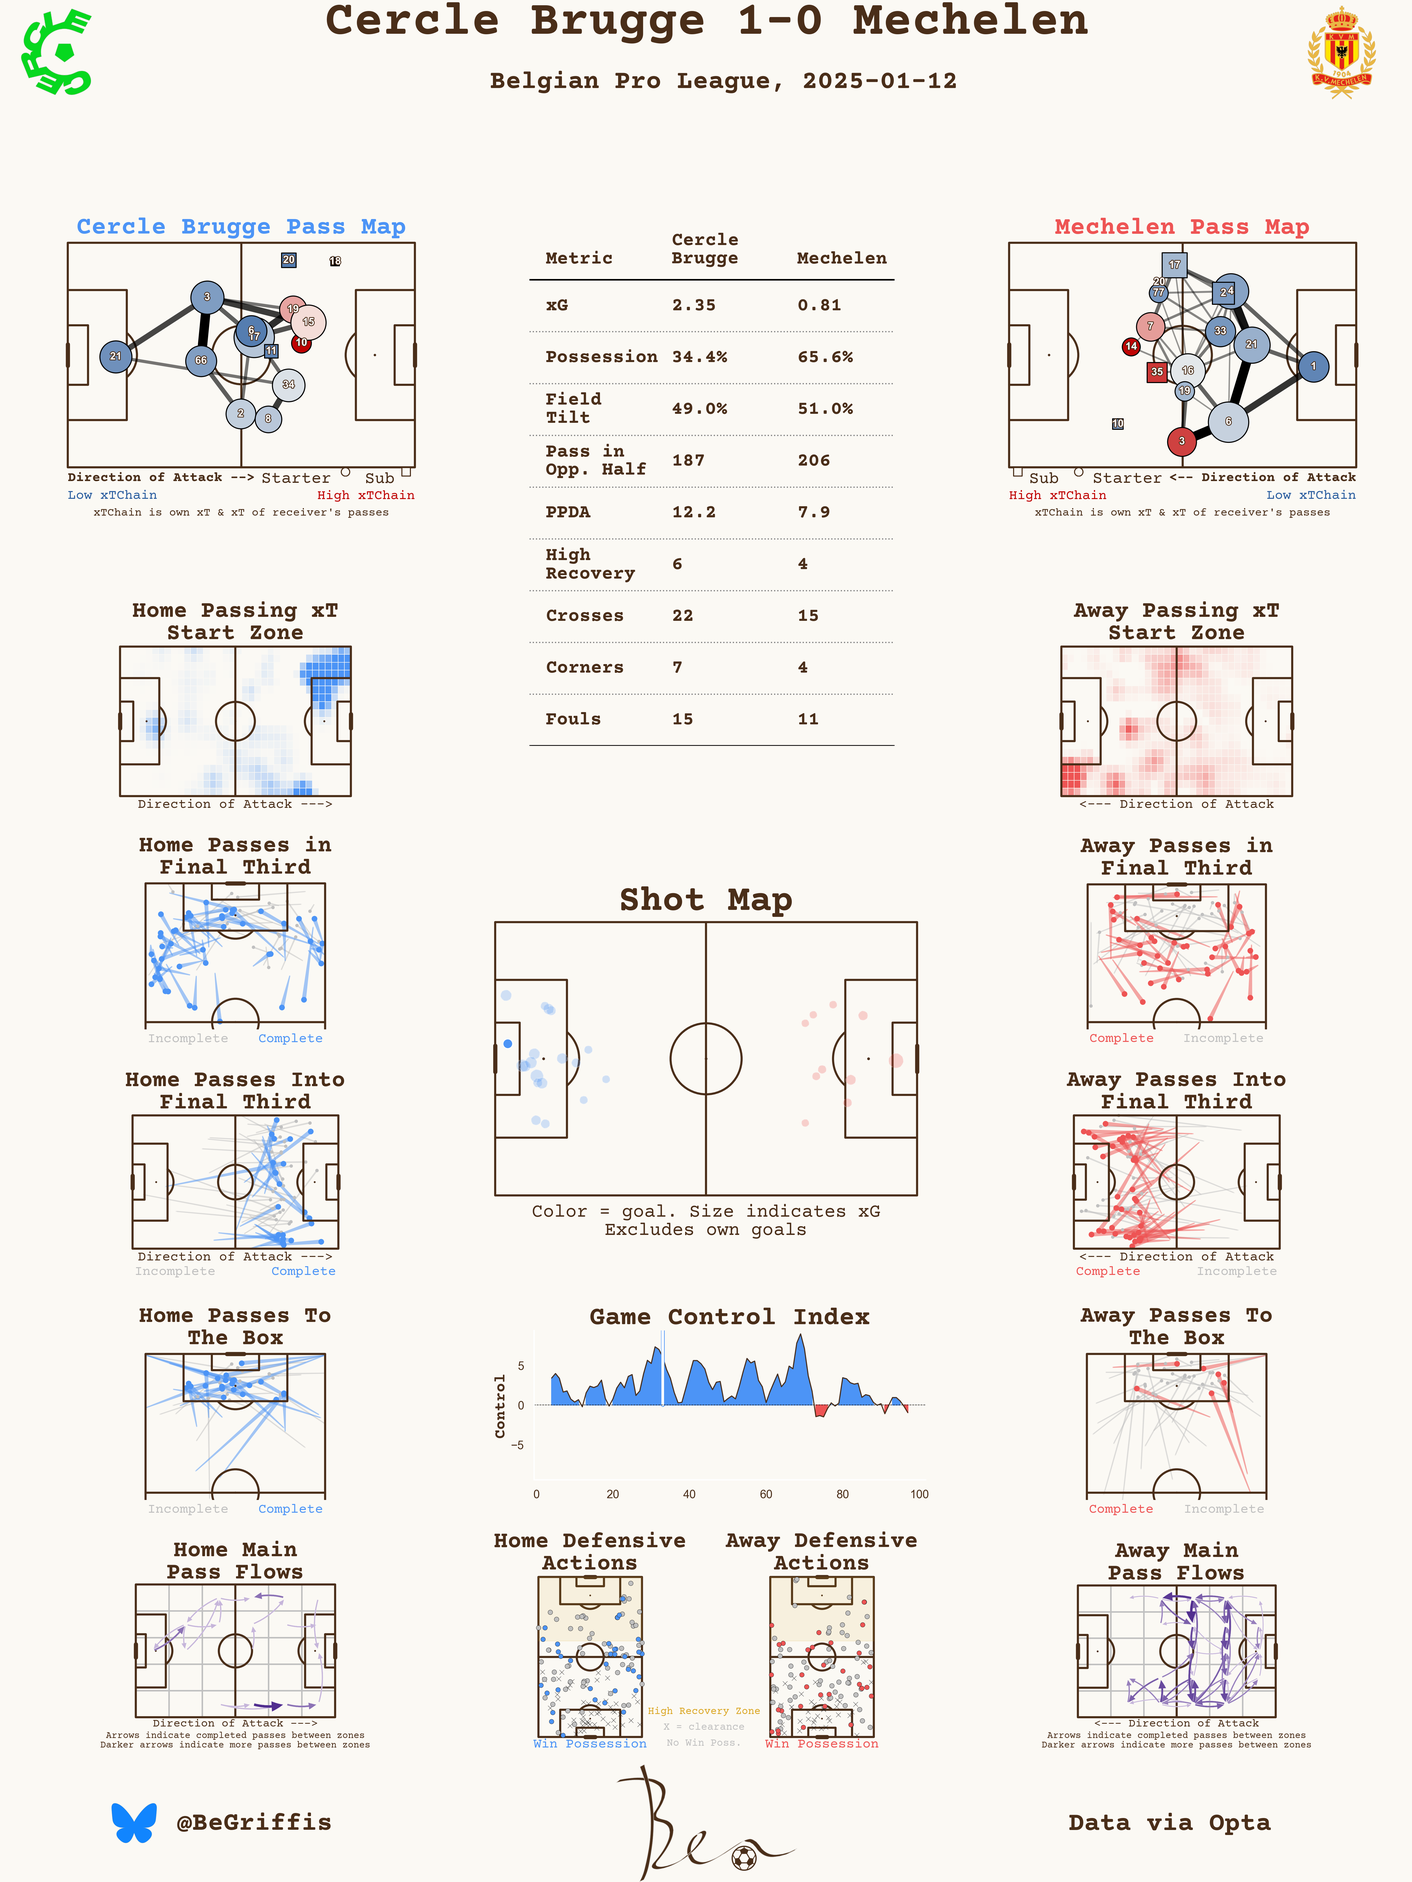 Cercle Brugge 1-0 Mechelen
Belgian Pro League, 2025-01-12
CERCLE
K V M
1904
K.V. MECHELEN
Cercle Brugge Pass Map
20
18
3
19
15
6
17
10
11
21
66
34
2
8
Direction of Attack --> Starter Sub
Low xTChain High xTChain
xTChain is own xT & xT of receiver's passes
Metric Cercle Brugge Mechelen
xG 2.35 0.81
Possession 34.4% 65.6%
Field Tilt 49.0% 51.0%
Pass in Opp. Half 187 206
PPDA 12.2 7.9
High Recovery 6 4
Crosses 22 15
Corners 7 4
Fouls 15 11
Mechelen Pass Map
17
20
77
2
4
7
33
14
21
35
16
1
19
10
6
3
Sub Starter <-- Direction of Attack
High xTChain Low xTChain
xTChain is own xT & xT of receiver's passes
Home Passing xT
Start Zone
Direction of Attack --->
Away Passing xT
Start Zone
<--- Direction of Attack
Home Passes in
Final Third
Incomplete Complete
Away Passes in
Final Third
Complete Incomplete
Shot Map
Color = goal. Size indicates xG
Excludes own goals
Home Passes Into
Final Third
Direction of Attack --->
Incomplete Complete
Away Passes Into
Final Third
<--- Direction of Attack
Complete Incomplete
Home Passes To
The Box
Incomplete Complete
Game Control Index
Control
5
0
−5
0 20 40 60 80 100
Away Passes To
The Box
Complete Incomplete
Home Main
Pass Flows
Direction of Attack --->
Arrows indicate completed passes between zones
Darker arrows indicate more passes between zones
Home Defensive
Actions
Win Possession
Away Defensive
Actions
Win Possession
High Recovery Zone
X = clearance
No Win Poss.
Away Main
Pass Flows
<--- Direction of Attack
Arrows indicate completed passes between zones
Darker arrows indicate more passes between zones
@BeGriffis
Ben
Data via Opta